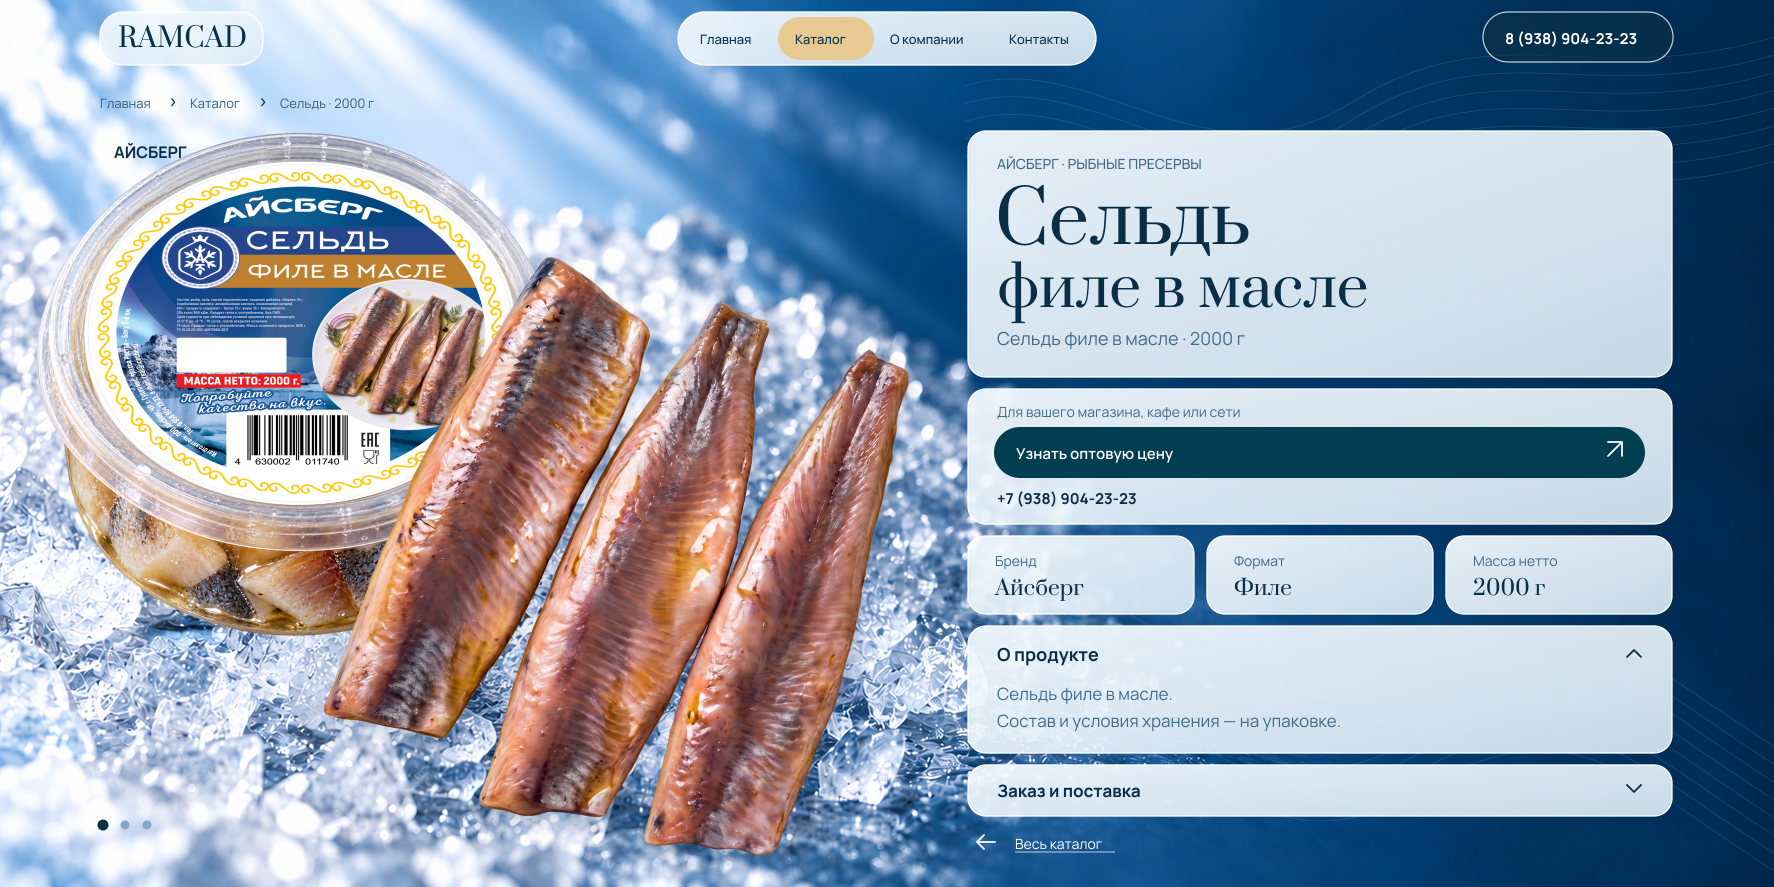 RAMCAD
Главная
Каталог
О компании
Контакты
8 (938) 904-23-23
Главная
Каталог
Сельдь · 2000 г
АЙСБЕРГ
АЙСБЕРГ
СЕЛЬДЬ
ФИЛЕ В МАСЛЕ
МАССА НЕТТО: 2000 г.
Попробуйте
качество на вкус.
EAC
4 630002 011740
АЙСБЕРГ · РЫБНЫЕ ПРЕСЕРВЫ
Сельдь
филе в масле
Сельдь филе в масле · 2000 г
Для вашего магазина, кафе или сети
Узнать оптовую цену
+7 (938) 904-23-23
Бренд
Айсберг
Формат
Филе
Масса нетто
2000 г
О продукте
Сельдь филе в масле.
Состав и условия хранения — на упаковке.
Заказ и поставка
Весь каталог